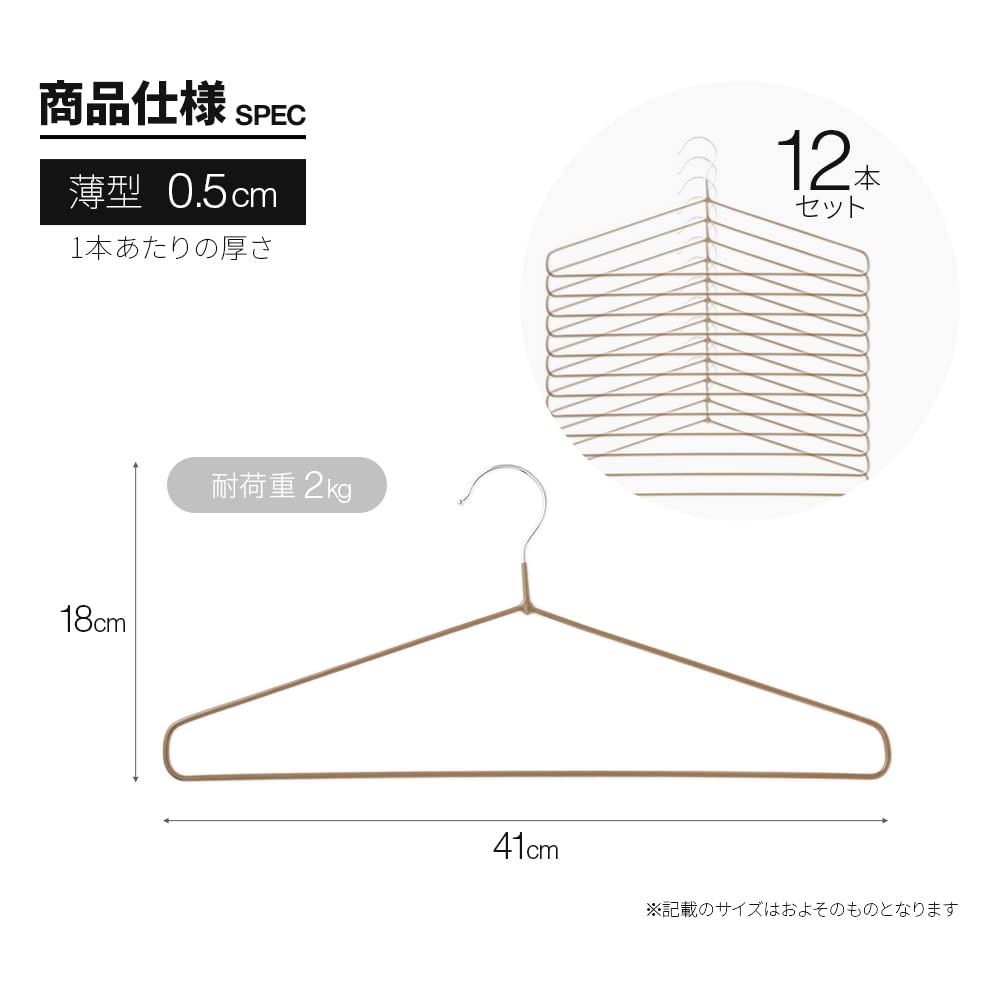 商品仕様 SPEC
薄型 0.5cm
1本あたりの厚さ
12本
セット
耐荷重 2kg
18cm
41cm
※記載のサイズはおよそのものとなります